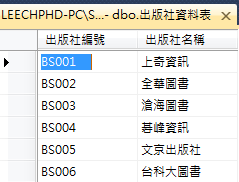 LEECHPHD-PC\S...- dbo.出版社資料表
出版社編號 出版社名稱
BS001 上奇資訊
BS002 全華圖書
BS003 滄海圖書
BS004 碁峰資訊
BS005 文京出版社
BS006 台科大圖書